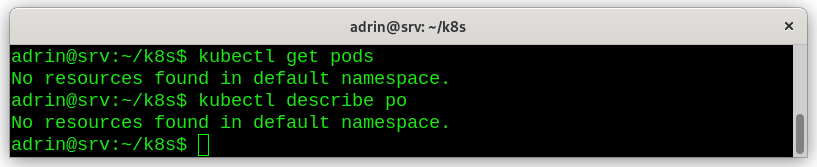 adrin@srv: ~/k8s
adrin@srv:~/k8s$ kubectl get pods
No resources found in default namespace.
adrin@srv:~/k8s$ kubectl describe po
No resources found in default namespace.
adrin@srv:~/k8s$